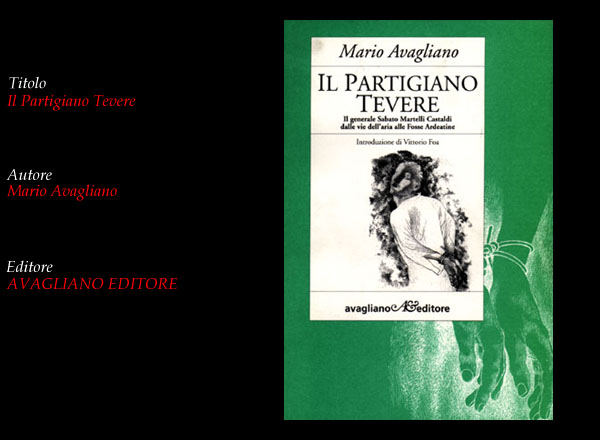 Titolo
Il Partigiano Tevere
Autore
Mario Avagliano
Editore
AVAGLIANO EDITORE
Mario Avagliano
IL PARTIGIANO
TEVERE
Il generale Sabato Martelli Castaldi
dalle vie dell'aria alle Fosse Ardeatine
Introduzione di Vittorio Foa
avagliano AE editore